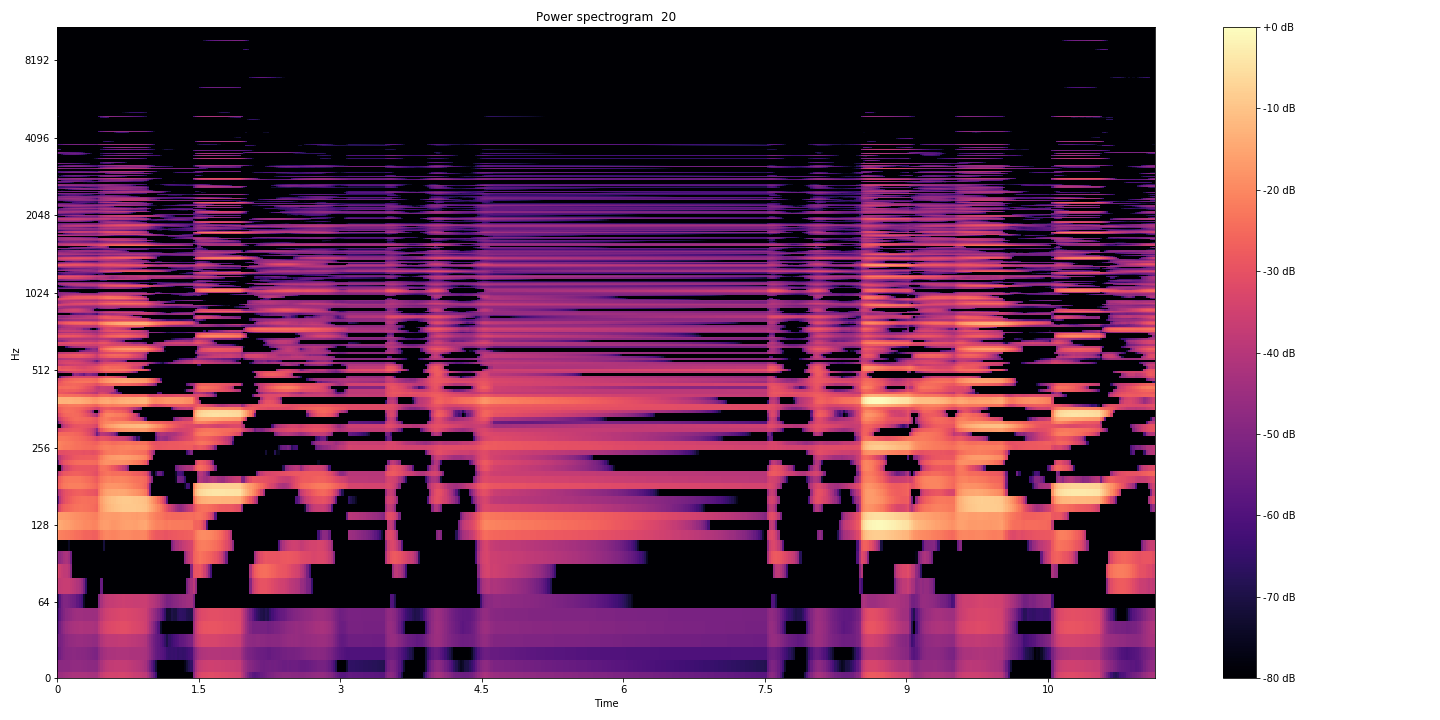 Power spectrogram  20
Hz
8192
4096
2048
1024
512
256
128
64
0
0 1.5 3 4.5 6 7.5 9 10
Time
+0 dB
-10 dB
-20 dB
-30 dB
-40 dB
-50 dB
-60 dB
-70 dB
-80 dB